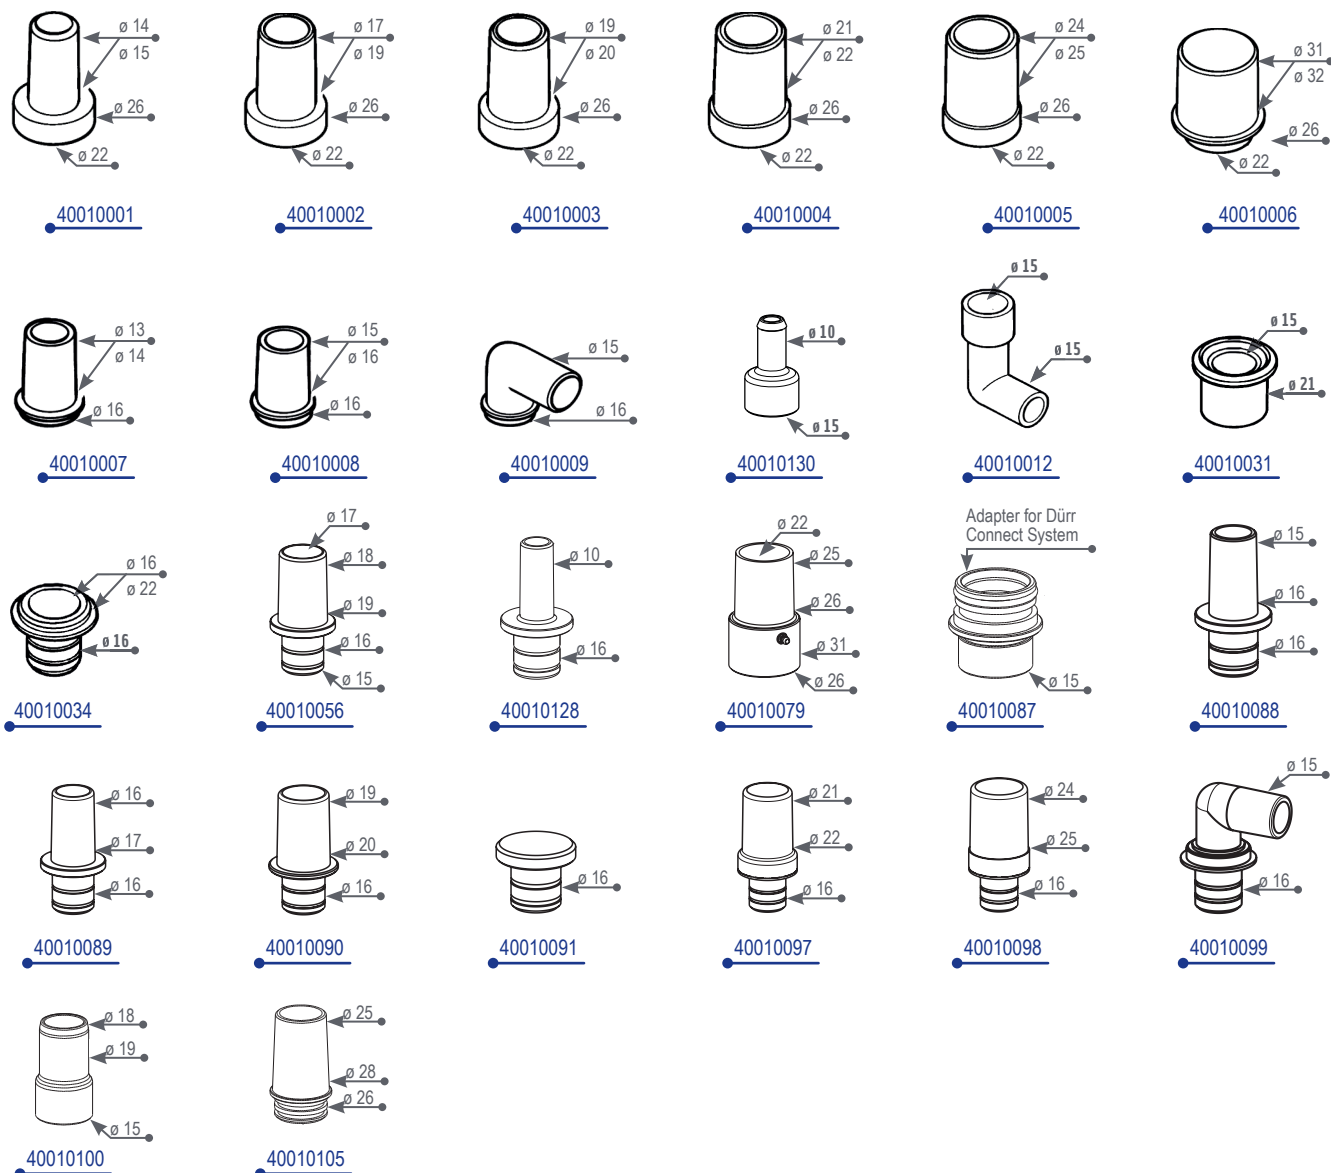 ø 14
ø 15
ø 26
ø 22
40010001
ø 17
ø 19
ø 26
ø 22
40010002
ø 19
ø 20
ø 26
ø 22
40010003
ø 21
ø 22
ø 26
ø 22
40010004
ø 24
ø 25
ø 26
ø 22
40010005
ø 31
ø 32
ø 26
ø 22
40010006
ø 13
ø 14
ø 16
40010007
ø 15
ø 16
ø 16
40010008
ø 15
ø 16
40010009
ø 10
ø 15
40010130
ø 15
ø 15
40010012
ø 15
ø 21
40010031
ø 16
ø 22
ø 16
40010034
ø 17
ø 18
ø 19
ø 16
ø 15
40010056
ø 10
ø 16
40010128
ø 22
ø 25
ø 26
ø 31
ø 26
40010079
Adapter for Dürr
Connect System
ø 15
40010087
ø 15
ø 16
ø 16
40010088
ø 16
ø 17
ø 16
40010089
ø 19
ø 20
ø 16
40010090
ø 16
40010091
ø 21
ø 22
ø 16
40010097
ø 24
ø 25
ø 16
40010098
ø 15
ø 16
40010099
ø 18
ø 19
ø 15
40010100
ø 25
ø 28
ø 26
40010105